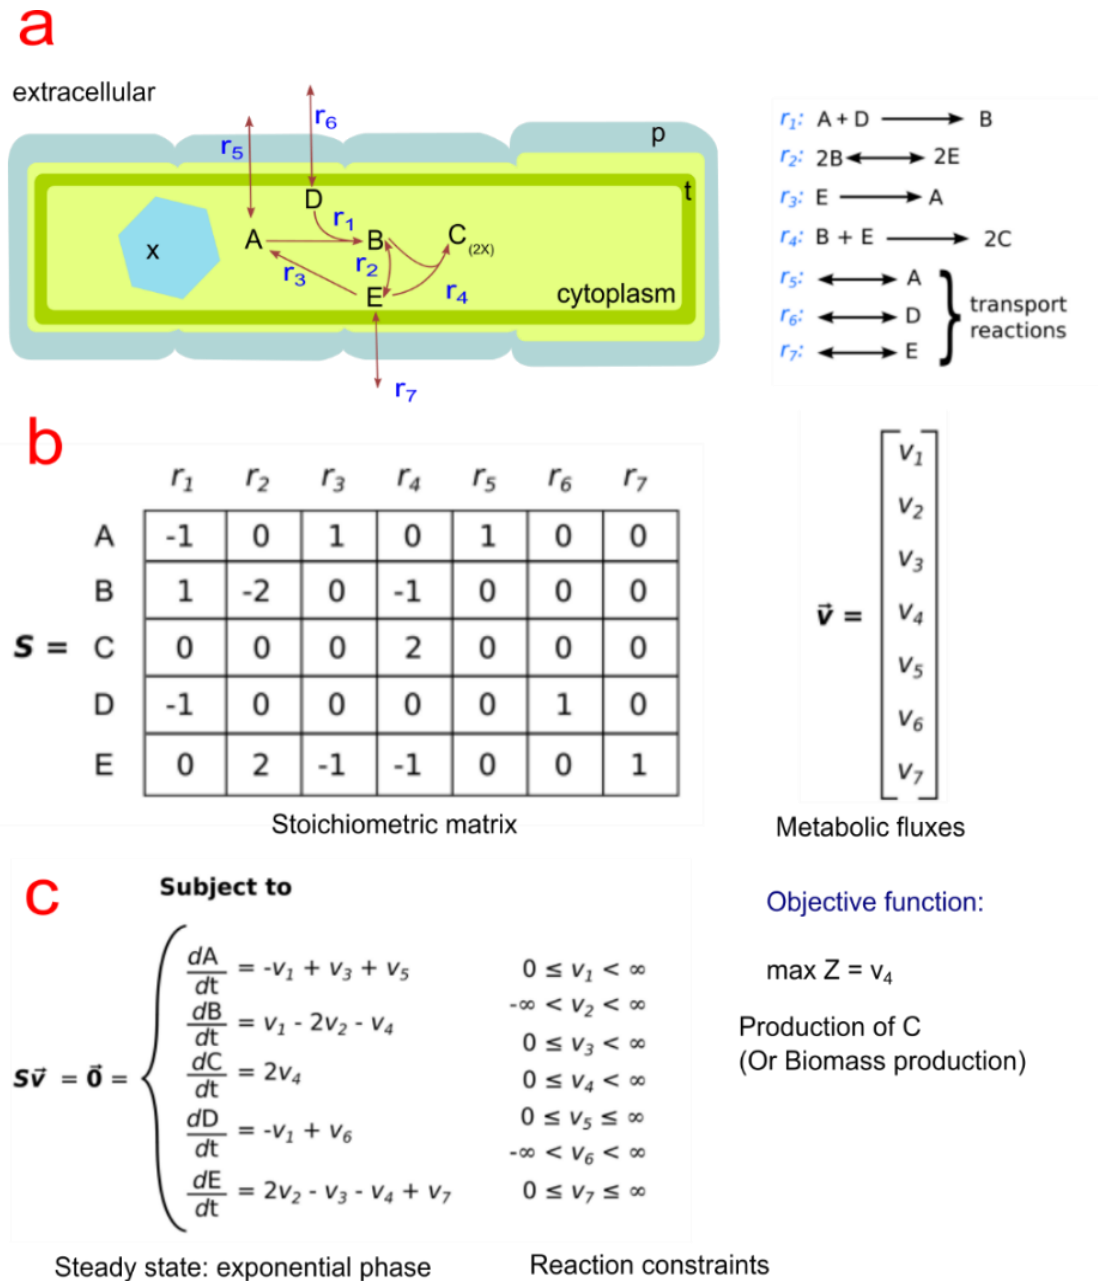 a
extracellular
r6
r5
p
t
D
r1
x
A
B
C (2X)
r2
r3
E
r4
cytoplasm
r7
r1: A + D ⟶ B
r2: 2B ⟷ 2E
r3: E ⟶ A
r4: B + E ⟶ 2C
r5: ⟷ A
r6: ⟷ D
r7: ⟷ E
transport
reactions
b
r1 r2 r3 r4 r5 r6 r7
A -1 0 1 0 1 0 0
B 1 -2 0 -1 0 0 0
S = C 0 0 0 2 0 0 0
D -1 0 0 0 0 1 0
E 0 2 -1 -1 0 0 1
Stoichiometric matrix
v⃗ =
v1
v2
v3
v4
v5
v6
v7
Metabolic fluxes
c
Subject to
Sv⃗ = 0⃗ =
dA/dt = -v1 + v3 + v5
dB/dt = v1 - 2v2 - v4
dC/dt = 2v4
dD/dt = -v1 + v6
dE/dt = 2v2 - v3 - v4 + v7
0 ≤ v1 < ∞
-∞ < v2 < ∞
0 ≤ v3 < ∞
0 ≤ v4 < ∞
0 ≤ v5 ≤ ∞
-∞ < v6 < ∞
0 ≤ v7 ≤ ∞
Steady state: exponential phase
Reaction constraints
Objective function:
max Z = v4
Production of C
(Or Biomass production)